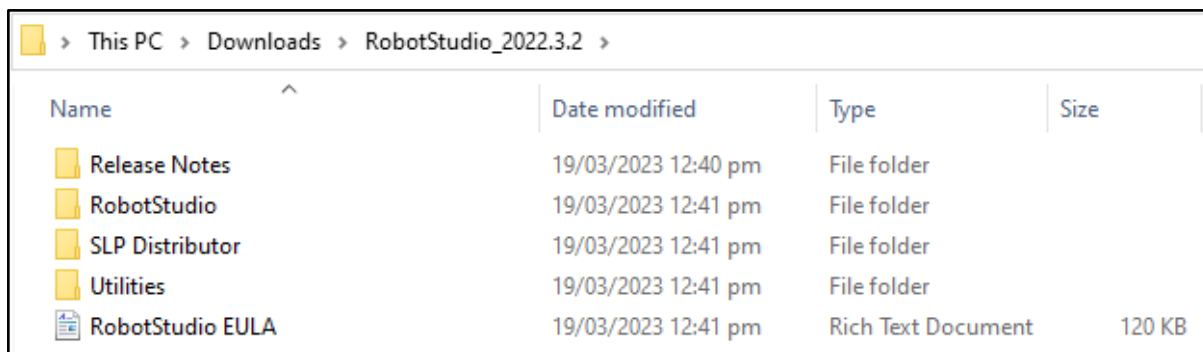 This PC > Downloads > RobotStudio_2022.3.2 >
Name Date modified Type Size
Release Notes 19/03/2023 12:40 pm File folder
RobotStudio 19/03/2023 12:41 pm File folder
SLP Distributor 19/03/2023 12:41 pm File folder
Utilities 19/03/2023 12:41 pm File folder
RobotStudio EULA 19/03/2023 12:41 pm Rich Text Document 120 KB